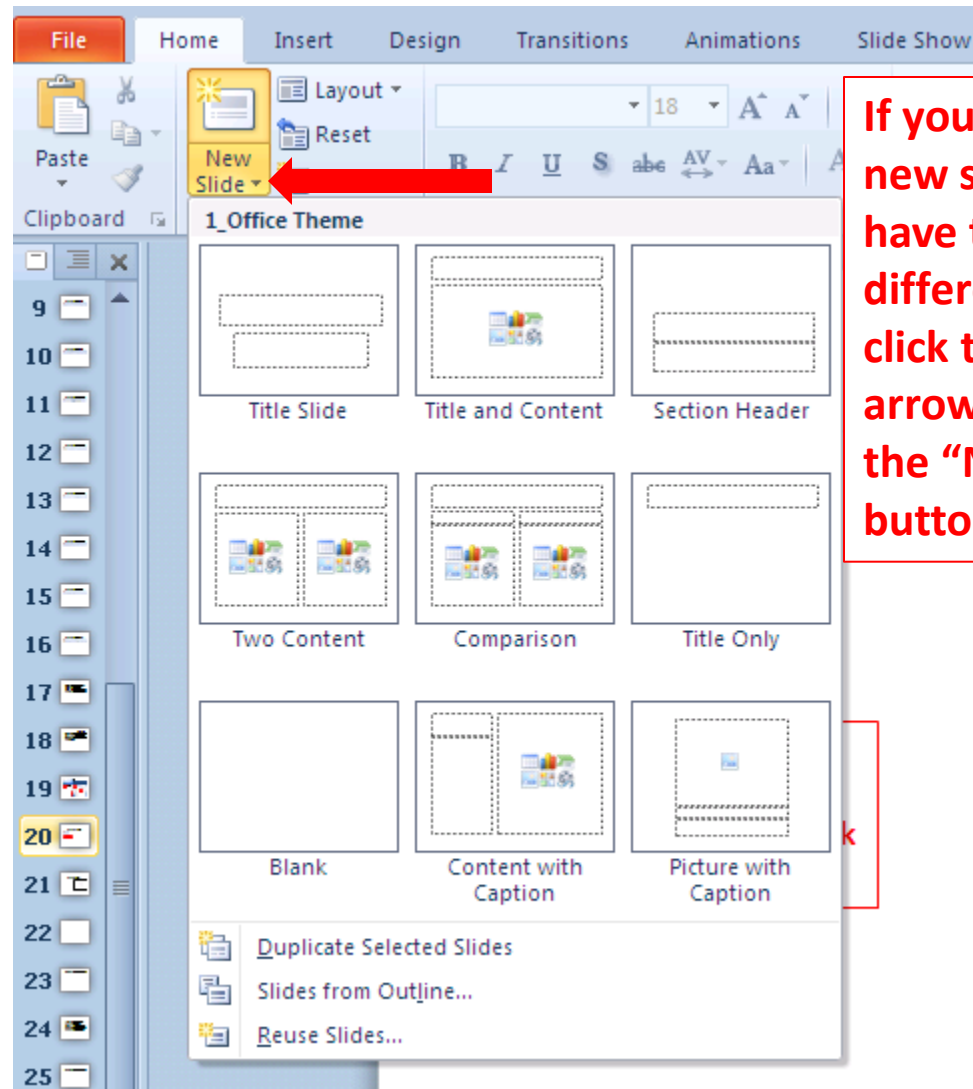 File Home Insert Design Transitions Animations Slide Show
Layout
Reset
18 A A
Paste
New
Slide
B I U S abc AV Aa A
Clipboard
1_Office Theme
Title Slide
Title and Content
Section Header
Two Content
Comparison
Title Only
Blank
Content with
Caption
Picture with
Caption
Duplicate Selected Slides
Slides from Outline...
Reuse Slides...
9
10
11
12
13
14
15
16
17
18
19
20
21
22
23
24
25
If you
new s
have t
differ
click t
arrow
the “N
butto
k